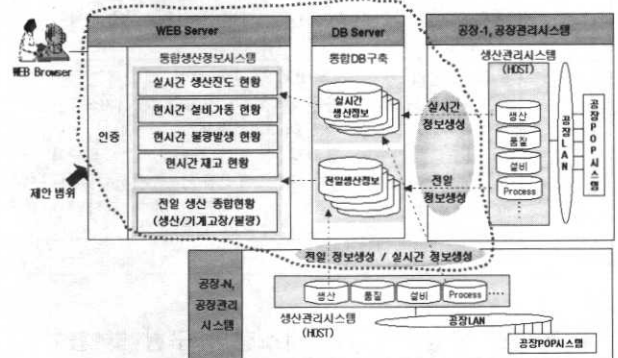 WEB Browser
제안 범위
WEB Server
통합생산정보시스템
인증
실시간 생산진도 현황
현시간 설비가동 현황
현시간 불량발생 현황
현시간 재고 현황
전일 생산 종합현황
(생산/기계고장/불량)
DB Server
통합DB구축
실시간
생산정보
전일생산정보
공장-1, 공장관리시스템
생산관리시스템
(HOST)
실시간
정보생성
전일
정보생성
생산
품질
설비
Process
공장LAN
공장POP시스템
전일 정보생성 / 실시간 정보생성
공장-N,
공장관리
시스템
생산
품질
설비
Process
생산관리시스템
(HOST)
공장LAN
공장POP시스템